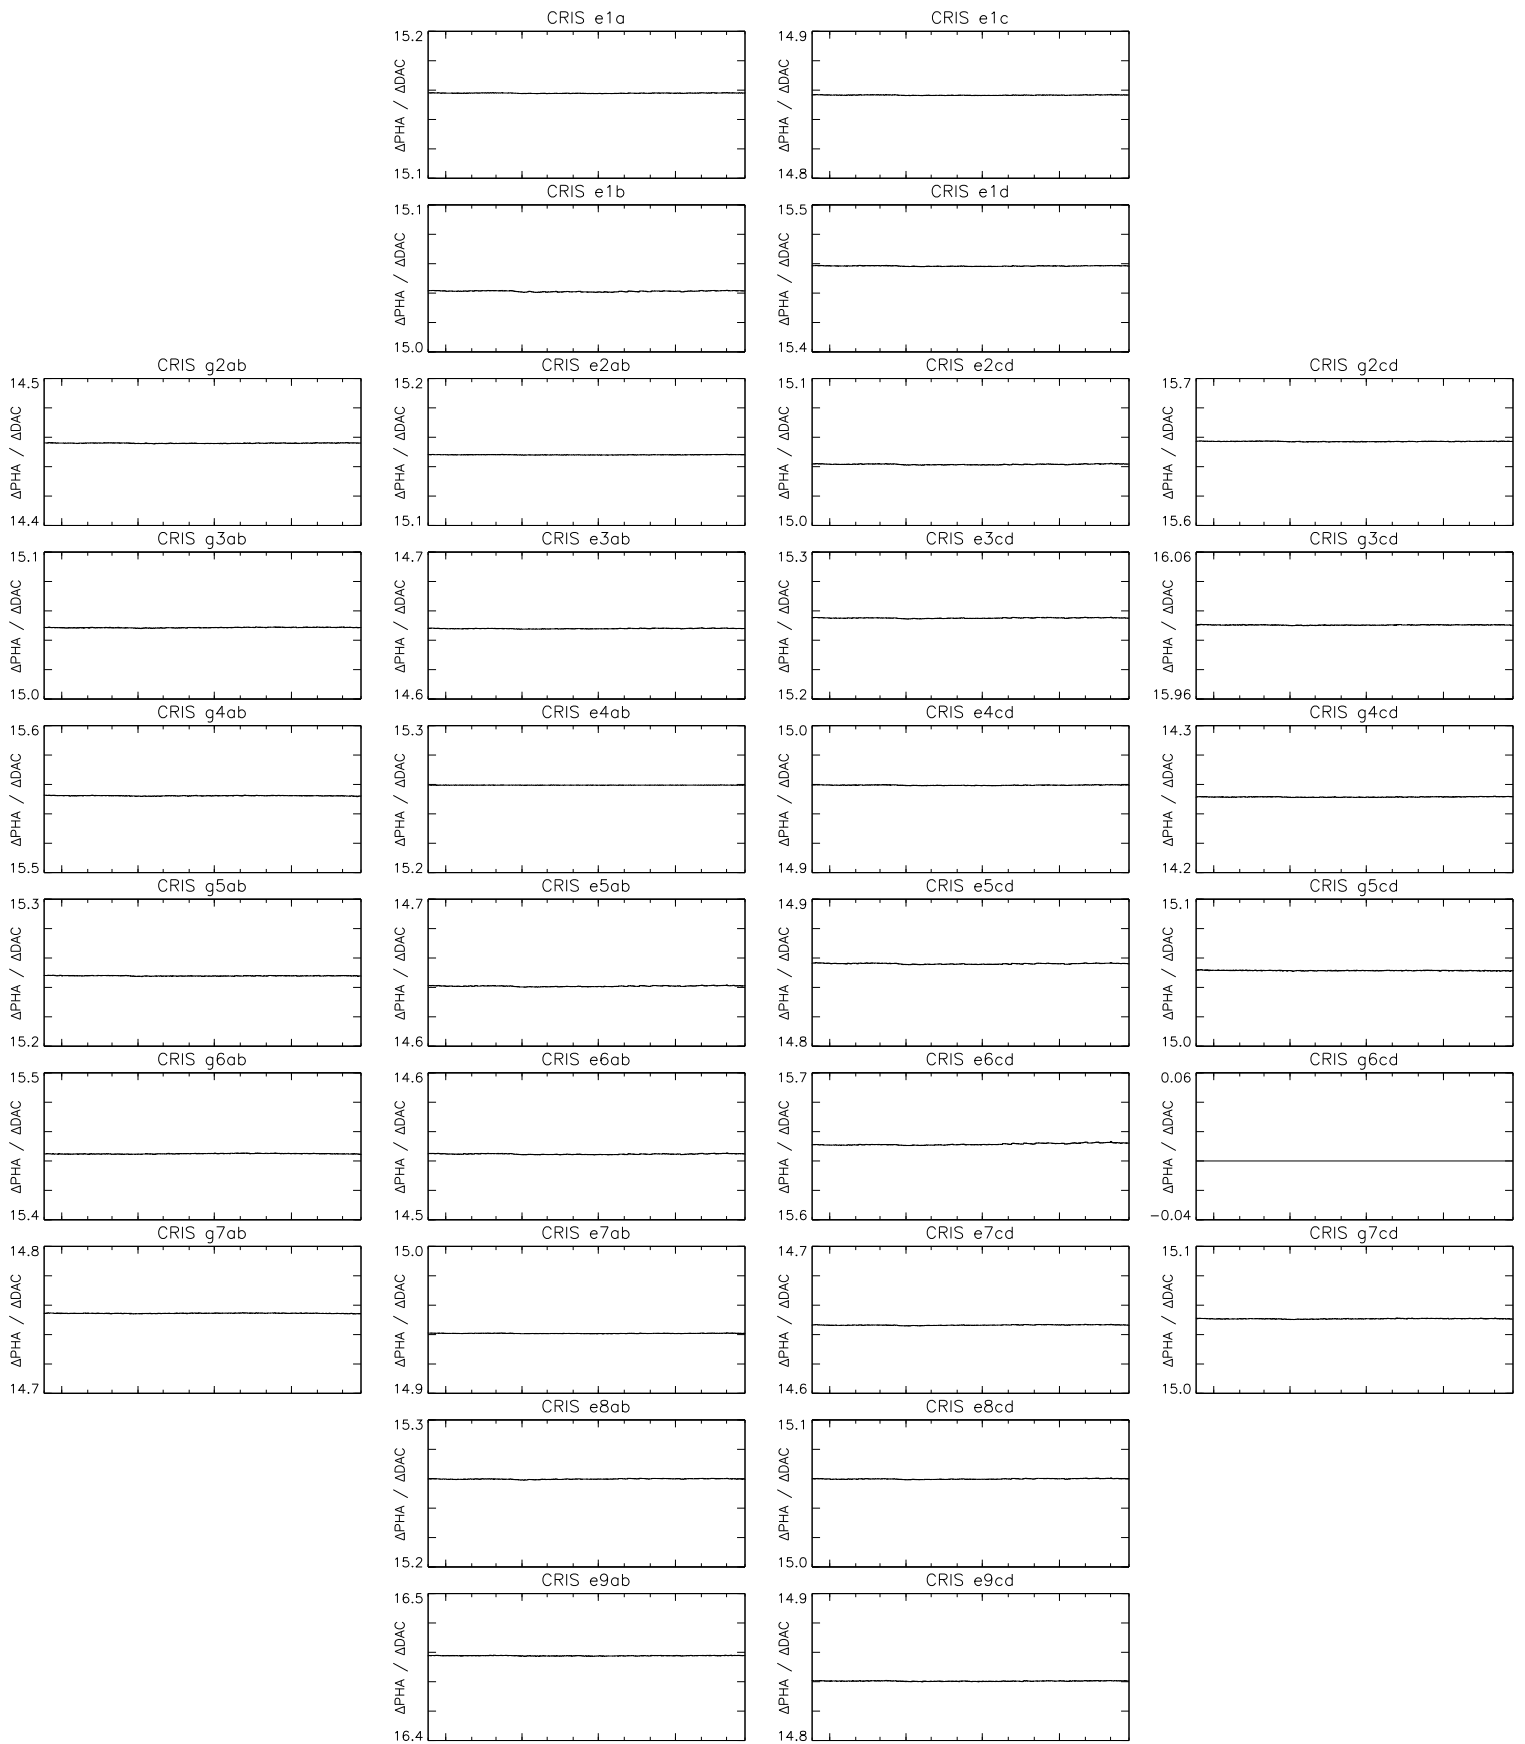 CRIS e1a
CRIS e1c
15.2
ΔPHA / ΔDAC
15.1
14.9
ΔPHA / ΔDAC
14.8
CRIS e1b
CRIS e1d
15.1
ΔPHA / ΔDAC
15.0
15.5
ΔPHA / ΔDAC
15.4
CRIS g2ab
CRIS e2ab
CRIS e2cd
CRIS g2cd
14.5
ΔPHA / ΔDAC
14.4
15.2
ΔPHA / ΔDAC
15.1
15.1
ΔPHA / ΔDAC
15.0
15.7
ΔPHA / ΔDAC
15.6
CRIS g3ab
CRIS e3ab
CRIS e3cd
CRIS g3cd
15.1
ΔPHA / ΔDAC
15.0
14.7
ΔPHA / ΔDAC
14.6
15.3
ΔPHA / ΔDAC
15.2
16.06
ΔPHA / ΔDAC
15.96
CRIS g4ab
CRIS e4ab
CRIS e4cd
CRIS g4cd
15.6
ΔPHA / ΔDAC
15.5
15.3
ΔPHA / ΔDAC
15.2
15.0
ΔPHA / ΔDAC
14.9
14.3
ΔPHA / ΔDAC
14.2
CRIS g5ab
CRIS e5ab
CRIS e5cd
CRIS g5cd
15.3
ΔPHA / ΔDAC
15.2
14.7
ΔPHA / ΔDAC
14.6
14.9
ΔPHA / ΔDAC
14.8
15.1
ΔPHA / ΔDAC
15.0
CRIS g6ab
CRIS e6ab
CRIS e6cd
CRIS g6cd
15.5
ΔPHA / ΔDAC
15.4
14.6
ΔPHA / ΔDAC
14.5
15.7
ΔPHA / ΔDAC
15.6
0.06
ΔPHA / ΔDAC
−0.04
CRIS g7ab
CRIS e7ab
CRIS e7cd
CRIS g7cd
14.8
ΔPHA / ΔDAC
14.7
15.0
ΔPHA / ΔDAC
14.9
14.7
ΔPHA / ΔDAC
14.6
15.1
ΔPHA / ΔDAC
15.0
CRIS e8ab
CRIS e8cd
15.3
ΔPHA / ΔDAC
15.2
15.1
ΔPHA / ΔDAC
15.0
CRIS e9ab
CRIS e9cd
16.5
ΔPHA / ΔDAC
16.4
14.9
ΔPHA / ΔDAC
14.8